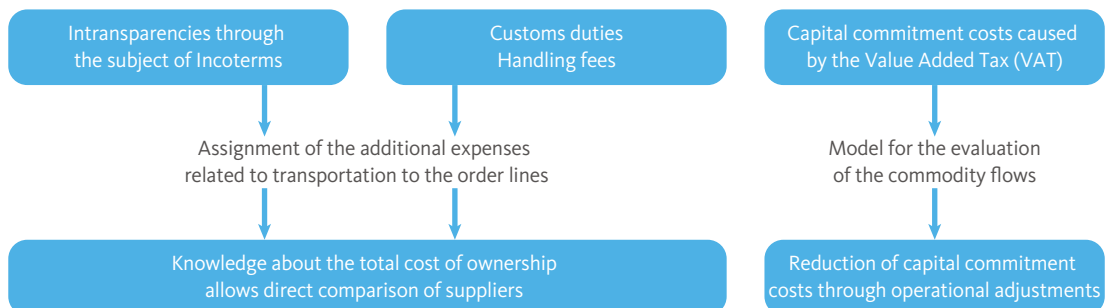 Intransparencies through
the subject of Incoterms
Customs duties
Handling fees
Capital commitment costs caused
by the Value Added Tax (VAT)
Assignment of the additional expenses
related to transportation to the order lines
Model for the evaluation
of the commodity flows
Knowledge about the total cost of ownership
allows direct comparison of suppliers
Reduction of capital commitment
costs through operational adjustments